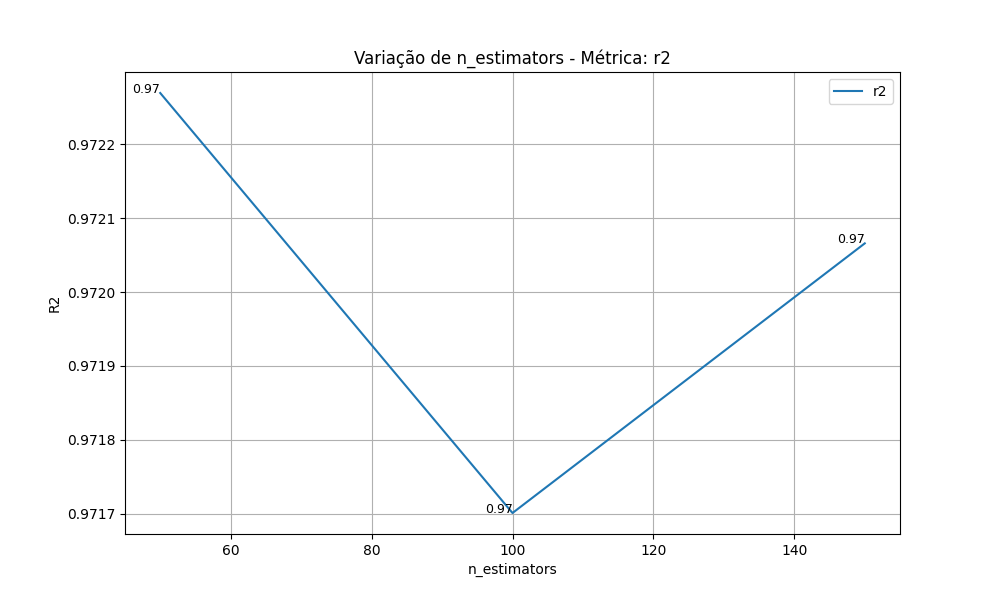 Variação de n_estimators - Métrica: r2
r2
0.97
0.97
0.97
R2
0.9722
0.9721
0.9720
0.9719
0.9718
0.9717
60 80 100 120 140
n_estimators